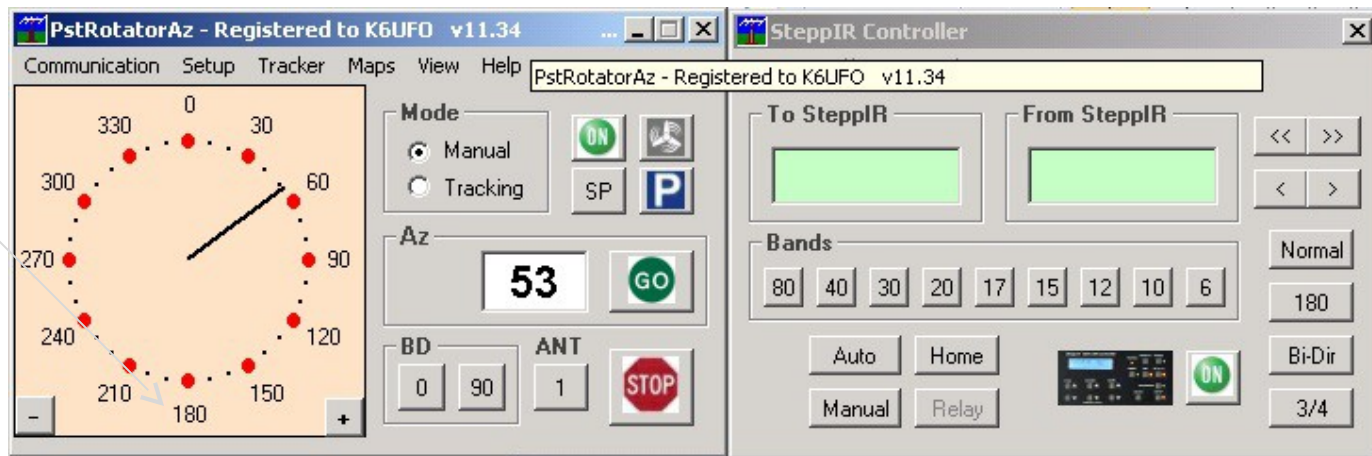 PstRotatorAz - Registered to K6UFO v11.34 ...
Communication Setup Tracker Maps View Help
PstRotatorAz - Registered to K6UFO v11.34
0
330 30
300 60
270 90
240 120
210 150
180
- +
Mode
Manual
Tracking
ON
SP P
Az
53 GO
BD ANT
0 90 1 STOP
SteppIR Controller
To SteppIR From SteppIR
<< >>
< >
Bands
80 40 30 20 17 15 12 10 6
Normal
180
Auto Home ON Bi-Dir
Manual Relay 3/4